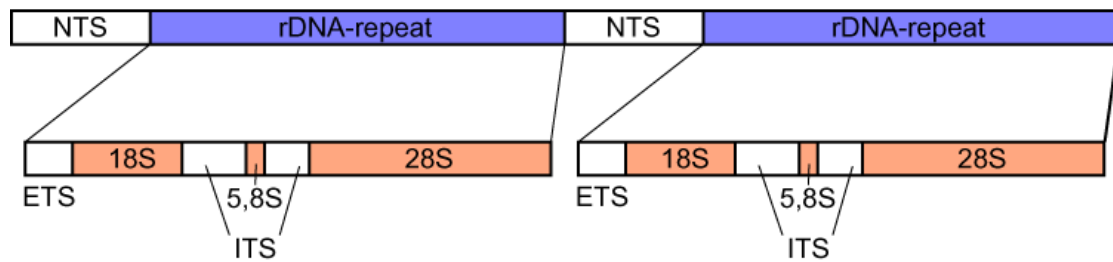 NTS rDNA-repeat NTS rDNA-repeat
18S 28S 18S 28S
ETS 5,8S ETS 5,8S
ITS ITS